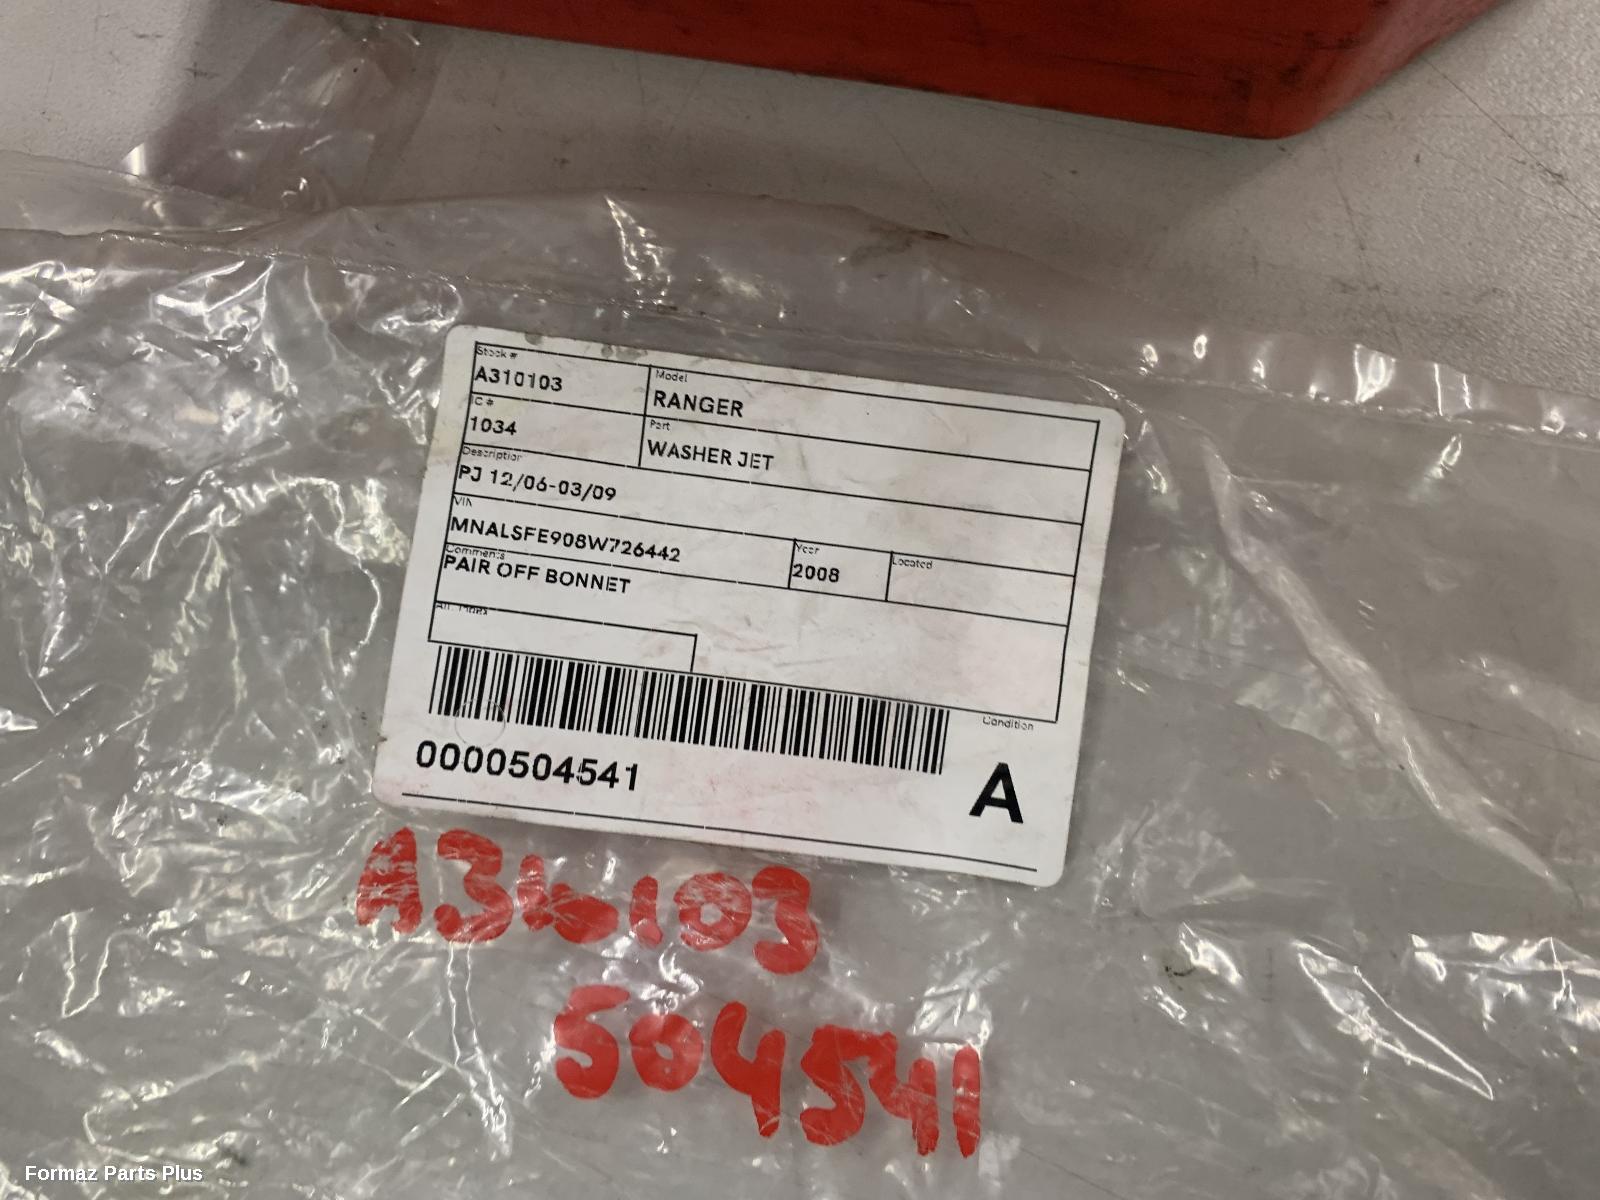 Stock #
A310103
Model
RANGER
IC #
1034
Part
WASHER JET
Description
PJ 12/06-03/09
VIN
MNALSFE908W726442
Year
2008
Located
Comments
PAIR OFF BONNET
Condition
0000504541
A
A310103
504541
Formaz Parts Plus